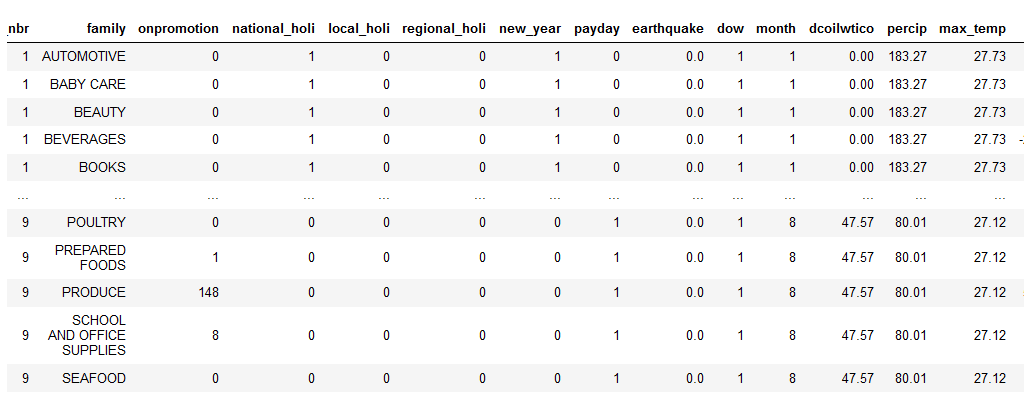 _nbr family onpromotion national_holi local_holi regional_holi new_year payday earthquake dow month dcoilwtico percip max_temp
1 AUTOMOTIVE 0 1 0 0 1 0 0.0 1 1 0.00 183.27 27.73
1 BABY CARE 0 1 0 0 1 0 0.0 1 1 0.00 183.27 27.73
1 BEAUTY 0 1 0 0 1 0 0.0 1 1 0.00 183.27 27.73
1 BEVERAGES 0 1 0 0 1 0 0.0 1 1 0.00 183.27 27.73 -
1 BOOKS 0 1 0 0 1 0 0.0 1 1 0.00 183.27 27.73
... ... ... ... ... ... ... ... ... ... ... ... ... ...
9 POULTRY 0 0 0 0 0 1 0.0 1 8 47.57 80.01 27.12
9 PREPARED
FOODS 1 0 0 0 0 1 0.0 1 8 47.57 80.01 27.12
9 PRODUCE 148 0 0 0 0 1 0.0 1 8 47.57 80.01 27.12
9 SCHOOL
AND OFFICE
SUPPLIES 8 0 0 0 0 1 0.0 1 8 47.57 80.01 27.12
9 SEAFOOD 0 0 0 0 0 1 0.0 1 8 47.57 80.01 27.12